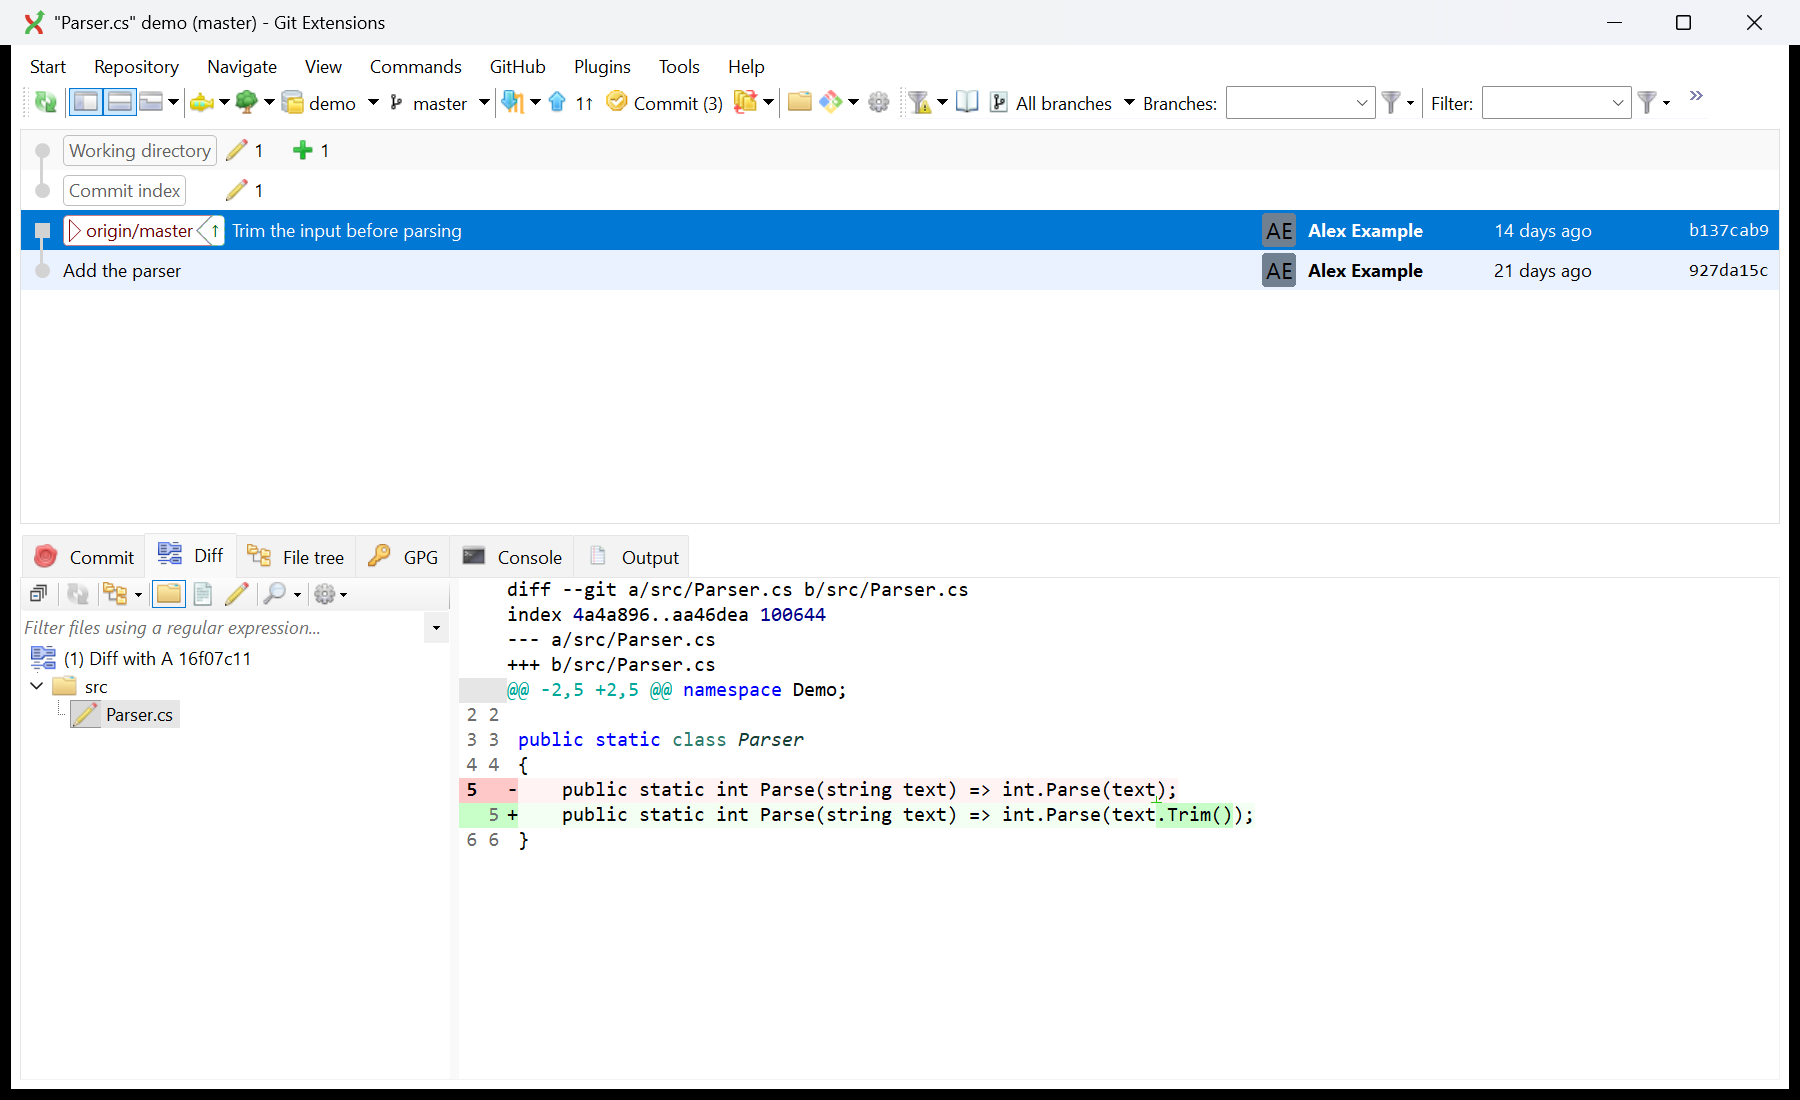 "Parser.cs" demo (master) - Git Extensions
Start Repository Navigate View Commands GitHub Plugins Tools Help
demo master 1↑ Commit (3) All branches Branches: Filter: »
Working directory 1 1
Commit index 1
origin/master ↑ Trim the input before parsing AE Alex Example 14 days ago b137cab9
Add the parser AE Alex Example 21 days ago 927da15c
Commit Diff File tree GPG Console Output
Filter files using a regular expression...
(1) Diff with A 16f07c11
src
Parser.cs
diff --git a/src/Parser.cs b/src/Parser.cs
index 4a4a896..aa46dea 100644
--- a/src/Parser.cs
+++ b/src/Parser.cs
@@ -2,5 +2,5 @@ namespace Demo;
2 2
3 3 public static class Parser
4 4 {
5 - public static int Parse(string text) => int.Parse(text);
5 + public static int Parse(string text) => int.Parse(text.Trim());
6 6 }